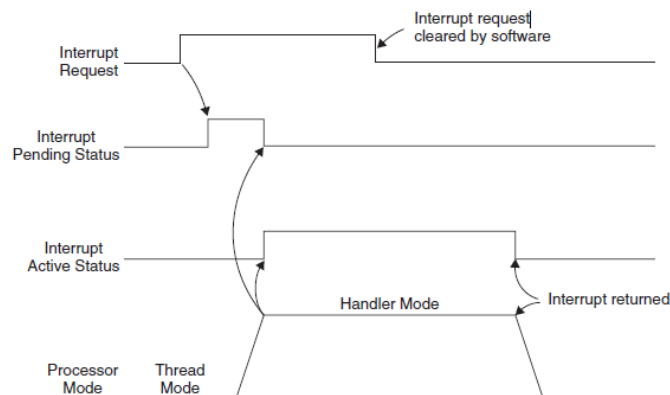 Interrupt request
cleared by software
Interrupt
Request
Interrupt
Pending Status
Interrupt
Active Status
Handler Mode
Interrupt returned
Processor
Mode
Thread
Mode